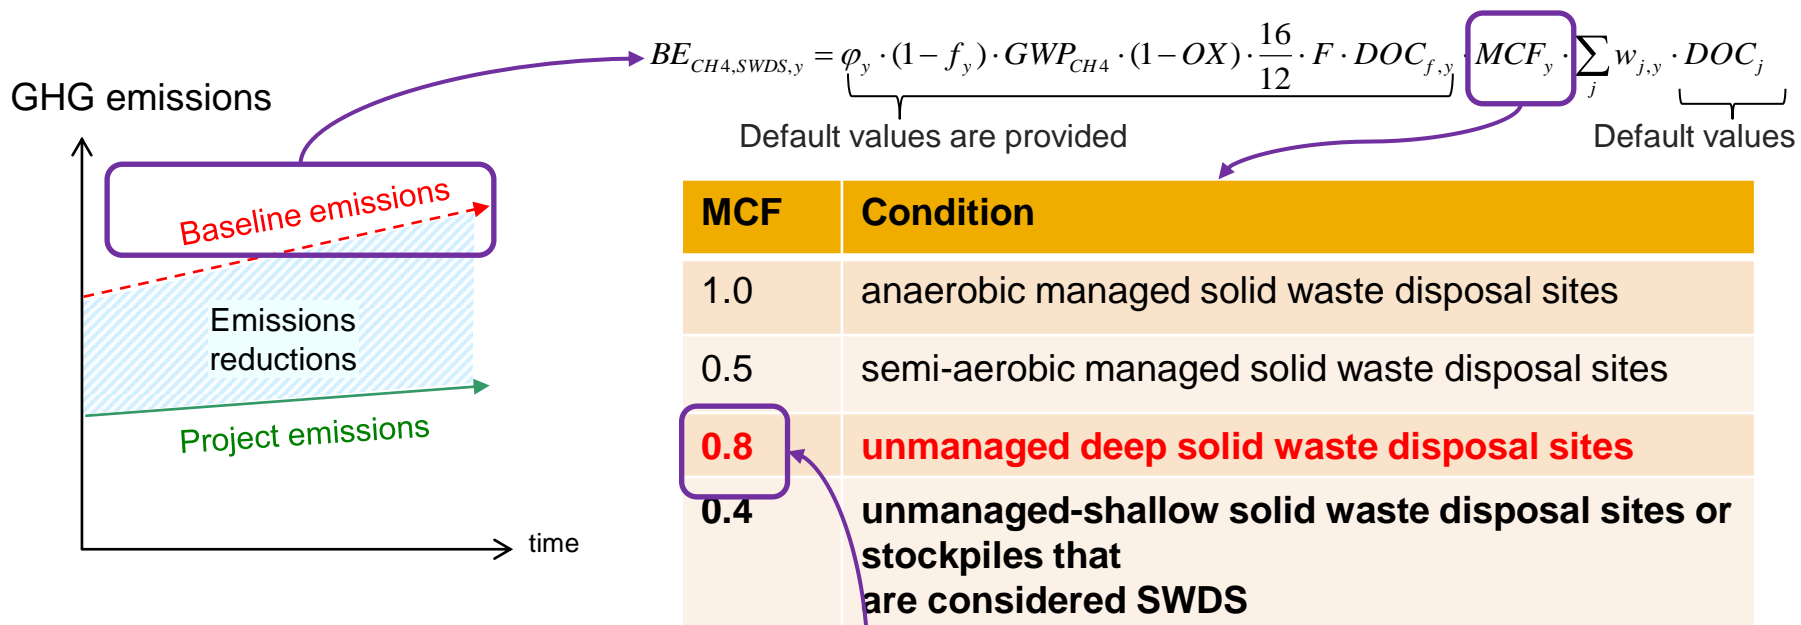 BE_{CH4,SWDS,y} = φ_y · (1 − f_y) · GWP_{CH4} · (1 − OX) · 16/12 · F · DOC_{f,y} · MCF_y · ∑_j w_{j,y} · DOC_j
Default values are provided
Default values
GHG emissions
Baseline emissions
Emissions
reductions
Project emissions
time
MCF Condition
1.0 anaerobic managed solid waste disposal sites
0.5 semi-aerobic managed solid waste disposal sites
0.8 unmanaged deep solid waste disposal sites
0.4 unmanaged-shallow solid waste disposal sites or
stockpiles that
are considered SWDS